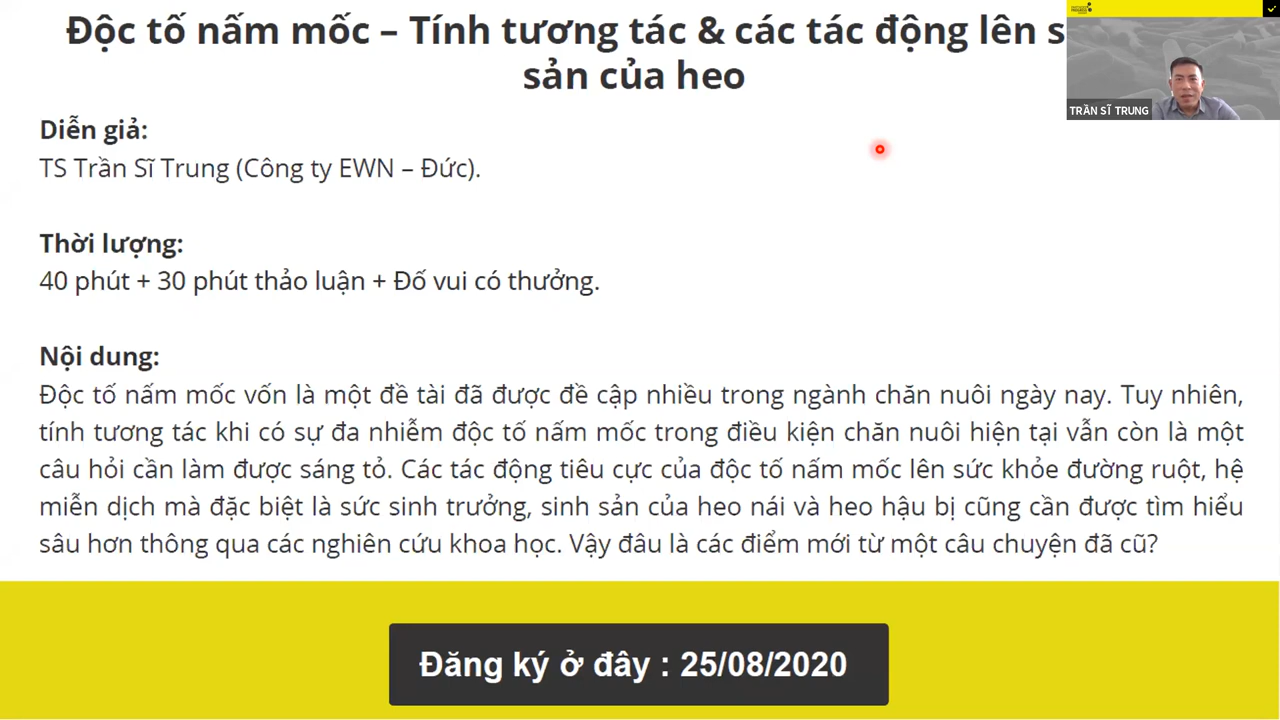 Độc tố nấm mốc – Tính tương tác & các tác động lên
sản của heo
TRẦN SĨ TRUNG
Diễn giả:
TS Trần Sĩ Trung (Công ty EWN – Đức).
Thời lượng:
40 phút + 30 phút thảo luận + Đố vui có thưởng.
Nội dung:
Độc tố nấm mốc vốn là một đề tài đã được đề cập nhiều trong ngành chăn nuôi ngày nay. Tuy nhiên,
tính tương tác khi có sự đa nhiễm độc tố nấm mốc trong điều kiện chăn nuôi hiện tại vẫn còn là một
câu hỏi cần làm được sáng tỏ. Các tác động tiêu cực của độc tố nấm mốc lên sức khỏe đường ruột, hệ
miễn dịch mà đặc biệt là sức sinh trưởng, sinh sản của heo nái và heo hậu bị cũng cần được tìm hiểu
sâu hơn thông qua các nghiên cứu khoa học. Vậy đâu là các điểm mới từ một câu chuyện đã cũ?
Đăng ký ở đây : 25/08/2020